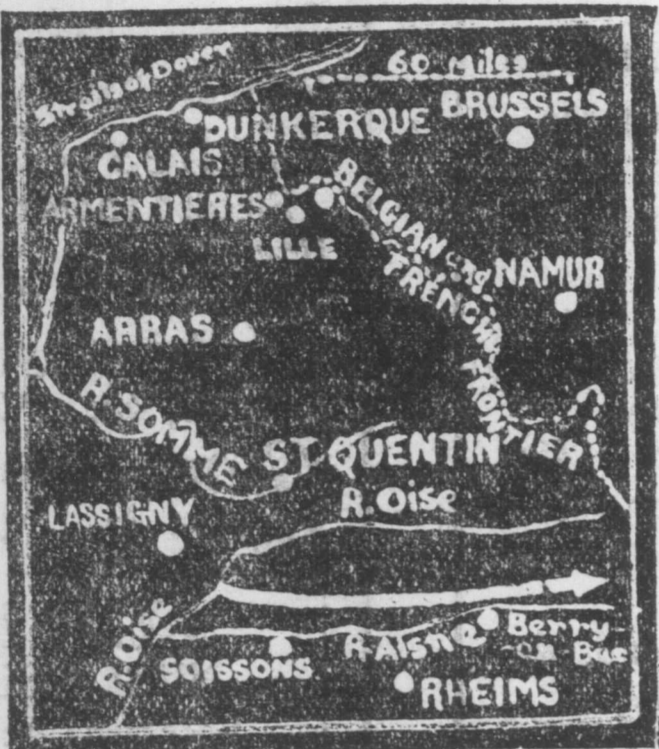 Straits of Dover
60 Miles
DUNKERQUE
BRUSSELS
CALAIS
ARMENTIERES
LILLE
BELGIAN and
FRENCH
FRONTIER
NAMUR
ARRAS
R. SOMME
ST QUENTIN
R. Oise
LASSIGNY
R. Oise
SOISSONS
R. Aisne
Berry-
-au-Bac
RHEIMS